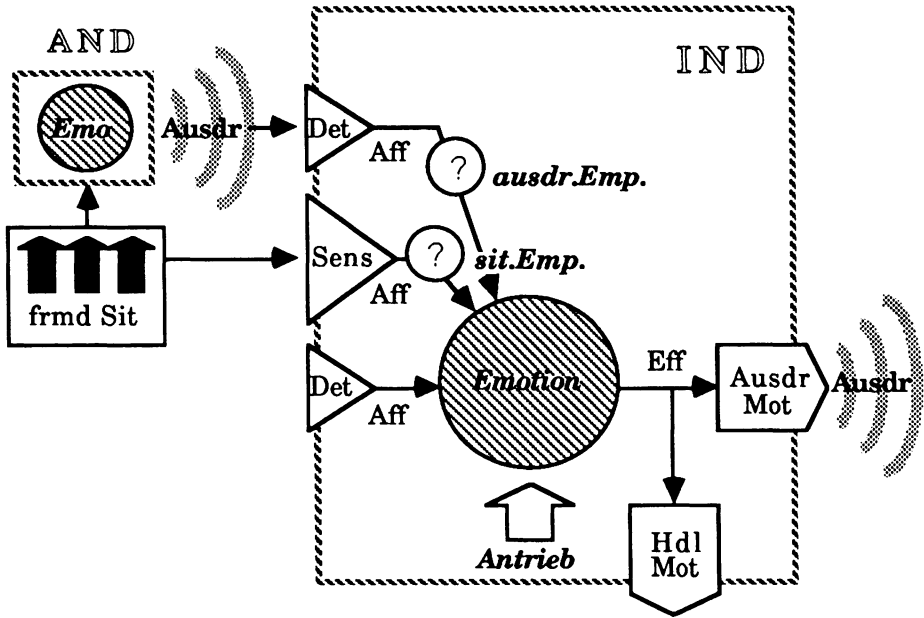 AND
IND
Emo
Ausdr
Det
Aff
?
ausdr.Emp.
frmd Sit
Sens
Aff
?
sit.Emp.
Det
Aff
Emotion
Eff
Ausdr
Mot
Ausdr
Antrieb
Hdl
Mot